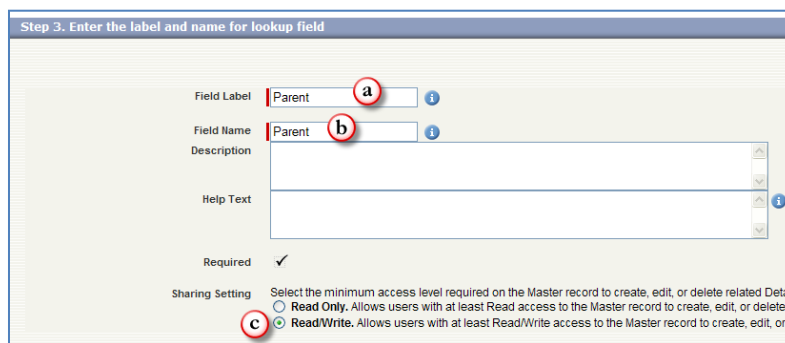 Step 3. Enter the label and name for lookup field
Field Label Parent a i
Field Name Parent b i
Description
Help Text i
Required
Sharing Setting Select the minimum access level required on the Master record to create, edit, or delete related Deta
Read Only. Allows users with at least Read access to the Master record to create, edit, or delete
c Read/Write. Allows users with at least Read/Write access to the Master record to create, edit, or